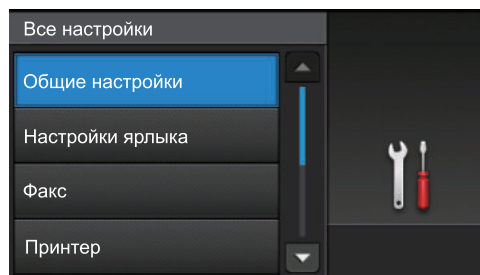 Все настройки
Общие настройки
Настройки ярлыка
Факс
Принтер